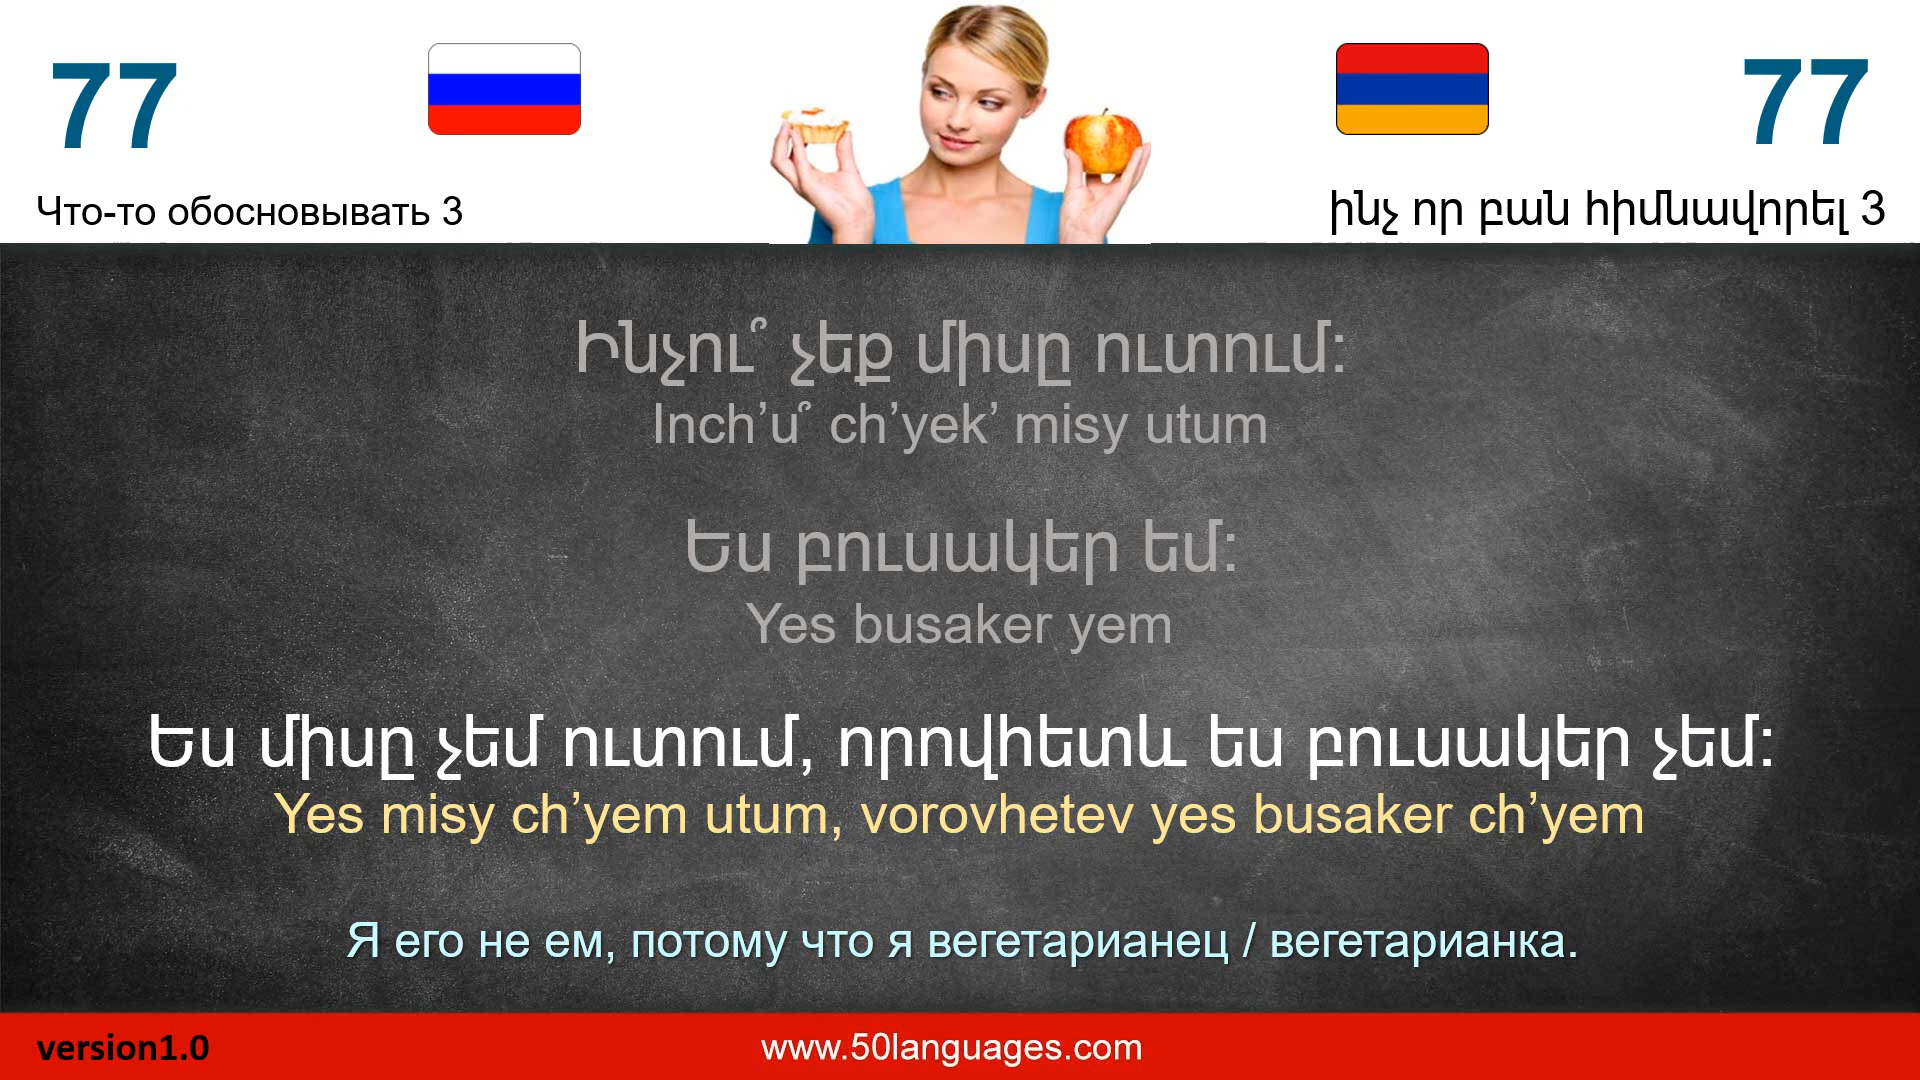 77
77
Что-то обосновывать 3
ինչ որ բան հիմնավորել 3
Ինչու՞ չեք միսը ուտում:
Inch’u՞ ch’yek’ misy utum
Ես բուսակեր եմ:
Yes busaker yem
Ես միսը չեմ ուտում, որովհետև ես բուսակեր չեմ:
Yes misy ch’yem utum, vorovhetev yes busaker ch’yem
Я его не ем, потому что я вегетарианец / вегетарианка.
version1.0
www.50languages.com